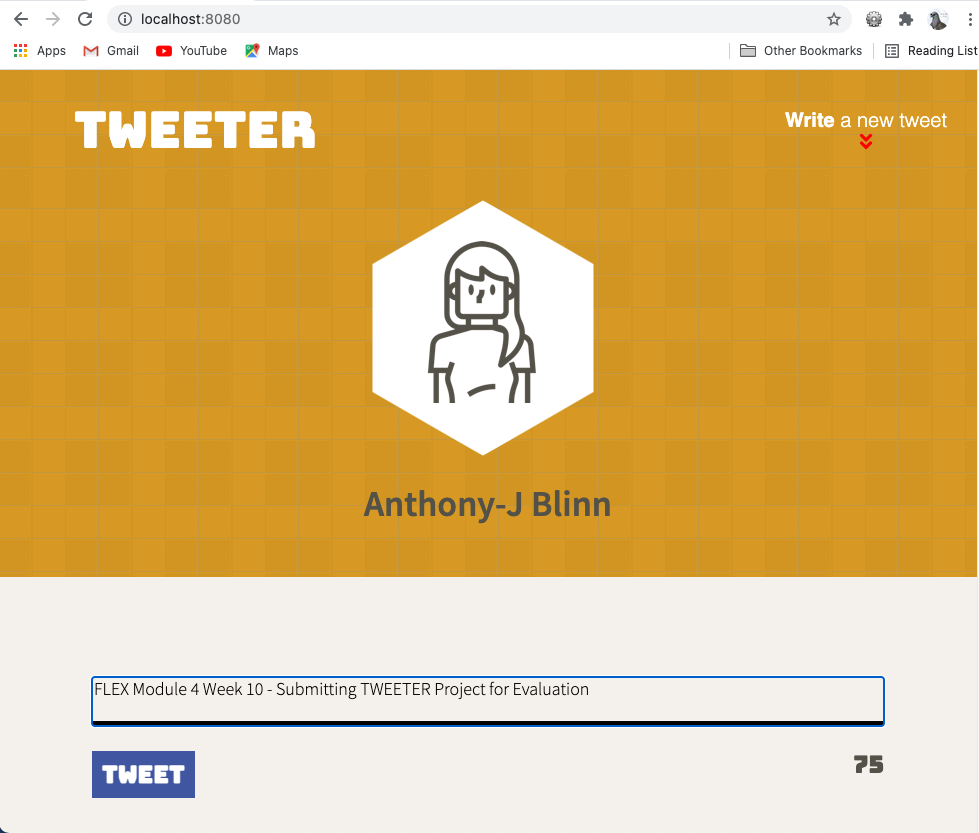 localhost:8080
Apps Gmail YouTube Maps Other Bookmarks Reading List
TWEETER
Write a new tweet
Anthony-J Blinn
FLEX Module 4 Week 10 - Submitting TWEETER Project for Evaluation
TWEET
75